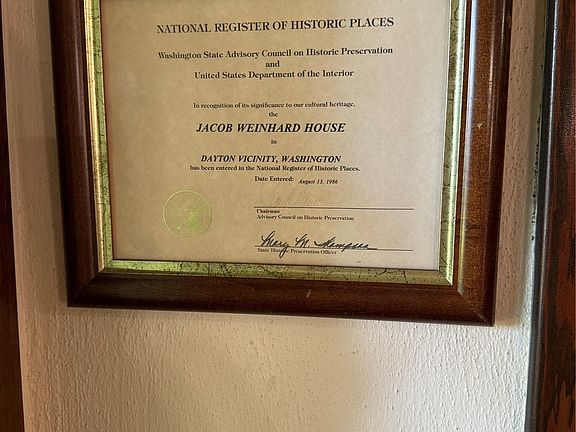 NATIONAL REGISTER OF HISTORIC PLACES
Washington State Advisory Council on Historic Preservation
and
United States Department of the Interior
In recognition of its significance to our cultural heritage,
the
JACOB WEINHARD HOUSE
in
DAYTON VICINITY, WASHINGTON
has been entered in the National Register of Historic Places.
Date Entered: August 13, 1986
Chairman
Advisory Council on Historic Preservation
Mary M. Thompson
State Historic Preservation Officer